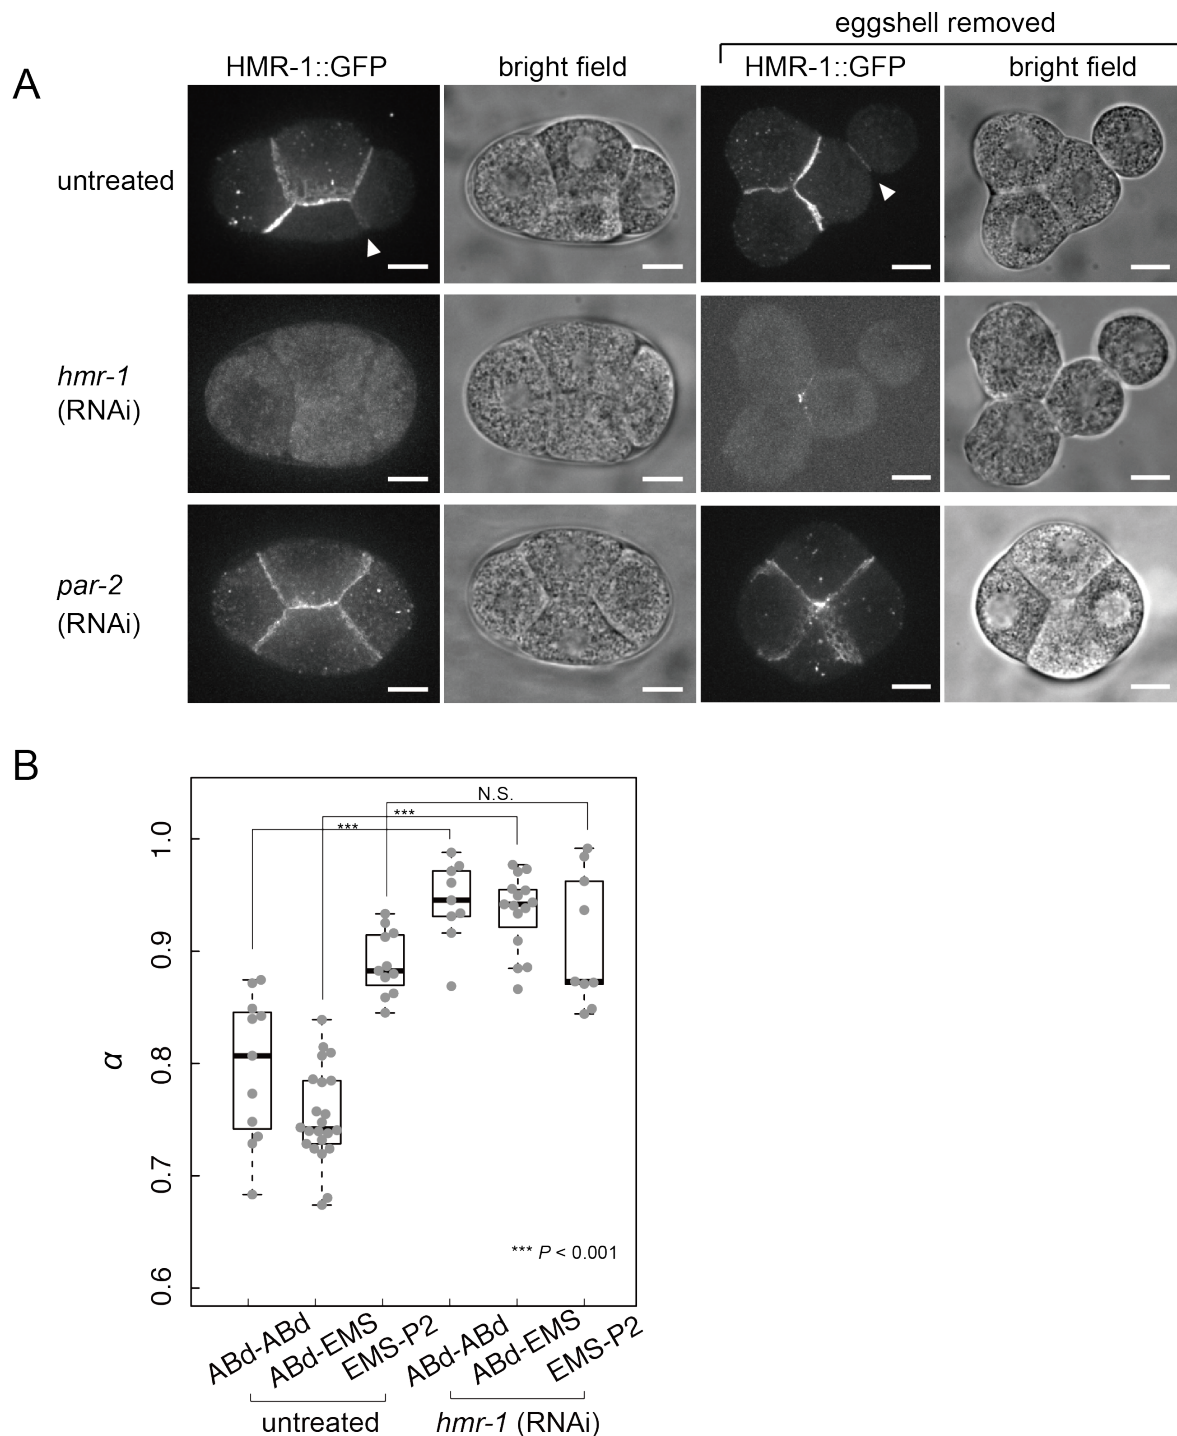 eggshell removed
A
HMR-1::GFP
bright field
HMR-1::GFP
bright field
untreated
hmr-1
(RNAi)
par-2
(RNAi)
B
N.S.
***
***
1.0
0.9
0.8
0.7
0.6
α
*** P < 0.001
ABd-ABd
ABd-EMS
EMS-P2
ABd-ABd
ABd-EMS
EMS-P2
untreated
hmr-1 (RNAi)